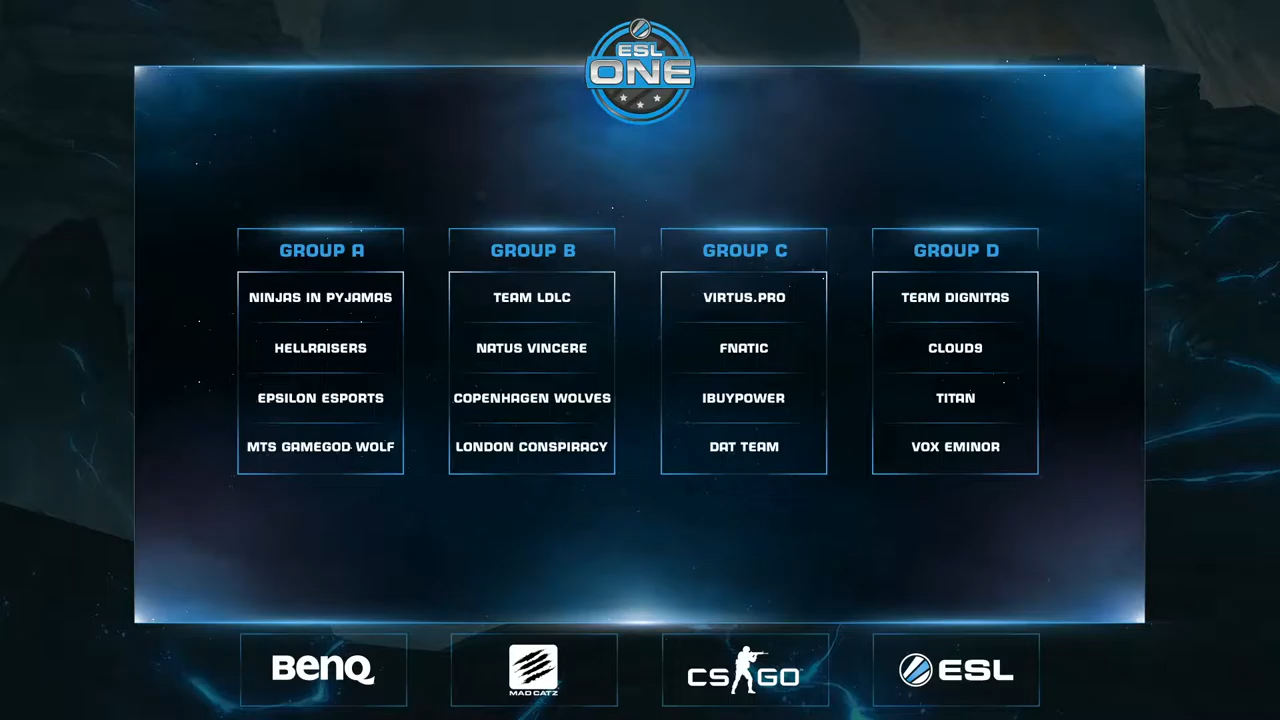 ESL
ONE
GROUP A
NINJAS IN PYJAMAS
HELLRAISERS
EPSILON ESPORTS
MTS GAMEGOD WOLF
GROUP B
TEAM LDLC
NATUS VINCERE
COPENHAGEN WOLVES
LONDON CONSPIRACY
GROUP C
VIRTUS.PRO
FNATIC
IBUYPOWER
DAT TEAM
GROUP D
TEAM DIGNITAS
CLOUD9
TITAN
VOX EMINOR
BenQ
MAD CATZ
CS GO
ESL